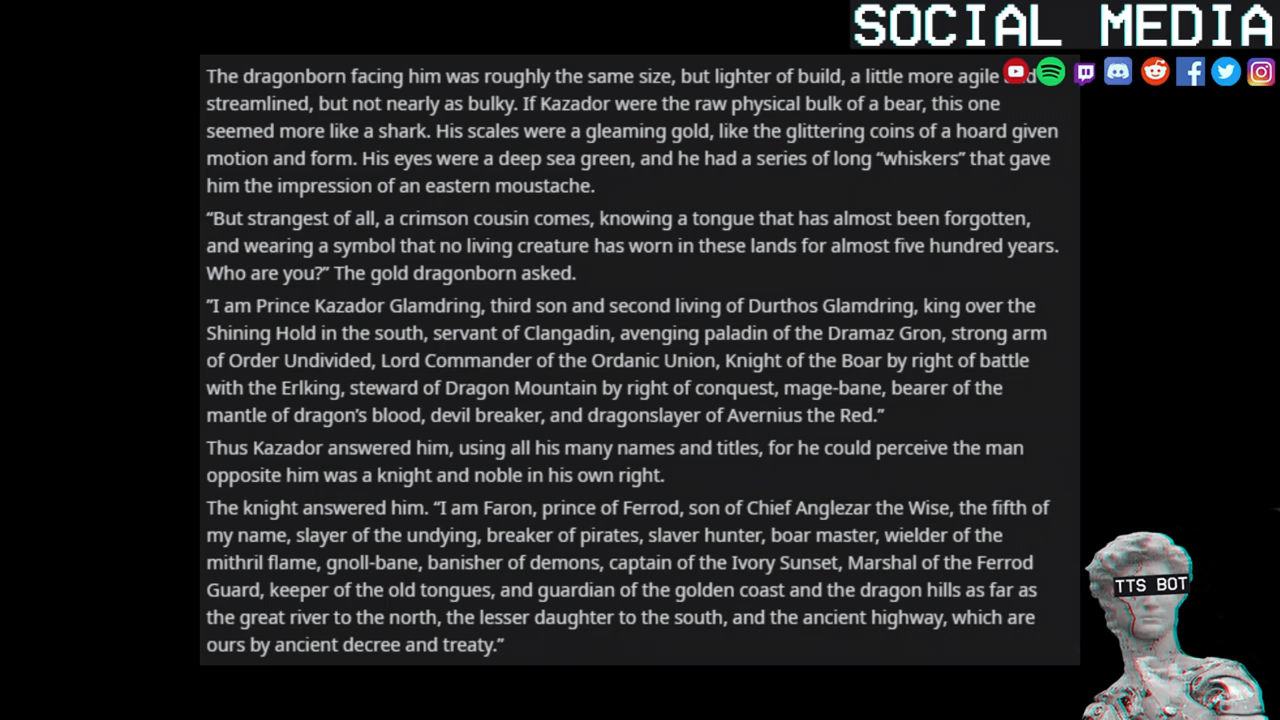 SOCIAL MEDIA
The dragonborn facing him was roughly the same size, but lighter of build, a little more agile
streamlined, but not nearly as bulky. If Kazador were the raw physical bulk of a bear, this one
seemed more like a shark. His scales were a gleaming gold, like the glittering coins of a hoard given
motion and form. His eyes were a deep sea green, and he had a series of long “whiskers” that gave
him the impression of an eastern moustache.
“But strangest of all, a crimson cousin comes, knowing a tongue that has almost been forgotten,
and wearing a symbol that no living creature has worn in these lands for almost five hundred years.
Who are you?” The gold dragonborn asked.
“I am Prince Kazador Glamdring, third son and second living of Durthos Glamdring, king over the
Shining Hold in the south, servant of Clangadin, avenging paladin of the Dramaz Gron, strong arm
of Order Undivided, Lord Commander of the Ordanic Union, Knight of the Boar by right of battle
with the Erlking, steward of Dragon Mountain by right of conquest, mage-bane, bearer of the
mantle of dragon’s blood, devil breaker, and dragonslayer of Avernius the Red.”
Thus Kazador answered him, using all his many names and titles, for he could perceive the man
opposite him was a knight and noble in his own right.
The knight answered him. “I am Faron, prince of Ferrod, son of Chief Anglezar the Wise, the fifth of
my name, slayer of the undying, breaker of pirates, slaver hunter, boar master, wielder of the
mithril flame, gnoll-bane, banisher of demons, captain of the Ivory Sunset, Marshal of the Ferrod
Guard, keeper of the old tongues, and guardian of the golden coast and the dragon hills as far as
the great river to the north, the lesser daughter to the south, and the ancient highway, which are
ours by ancient decree and treaty.”
TTS BOT